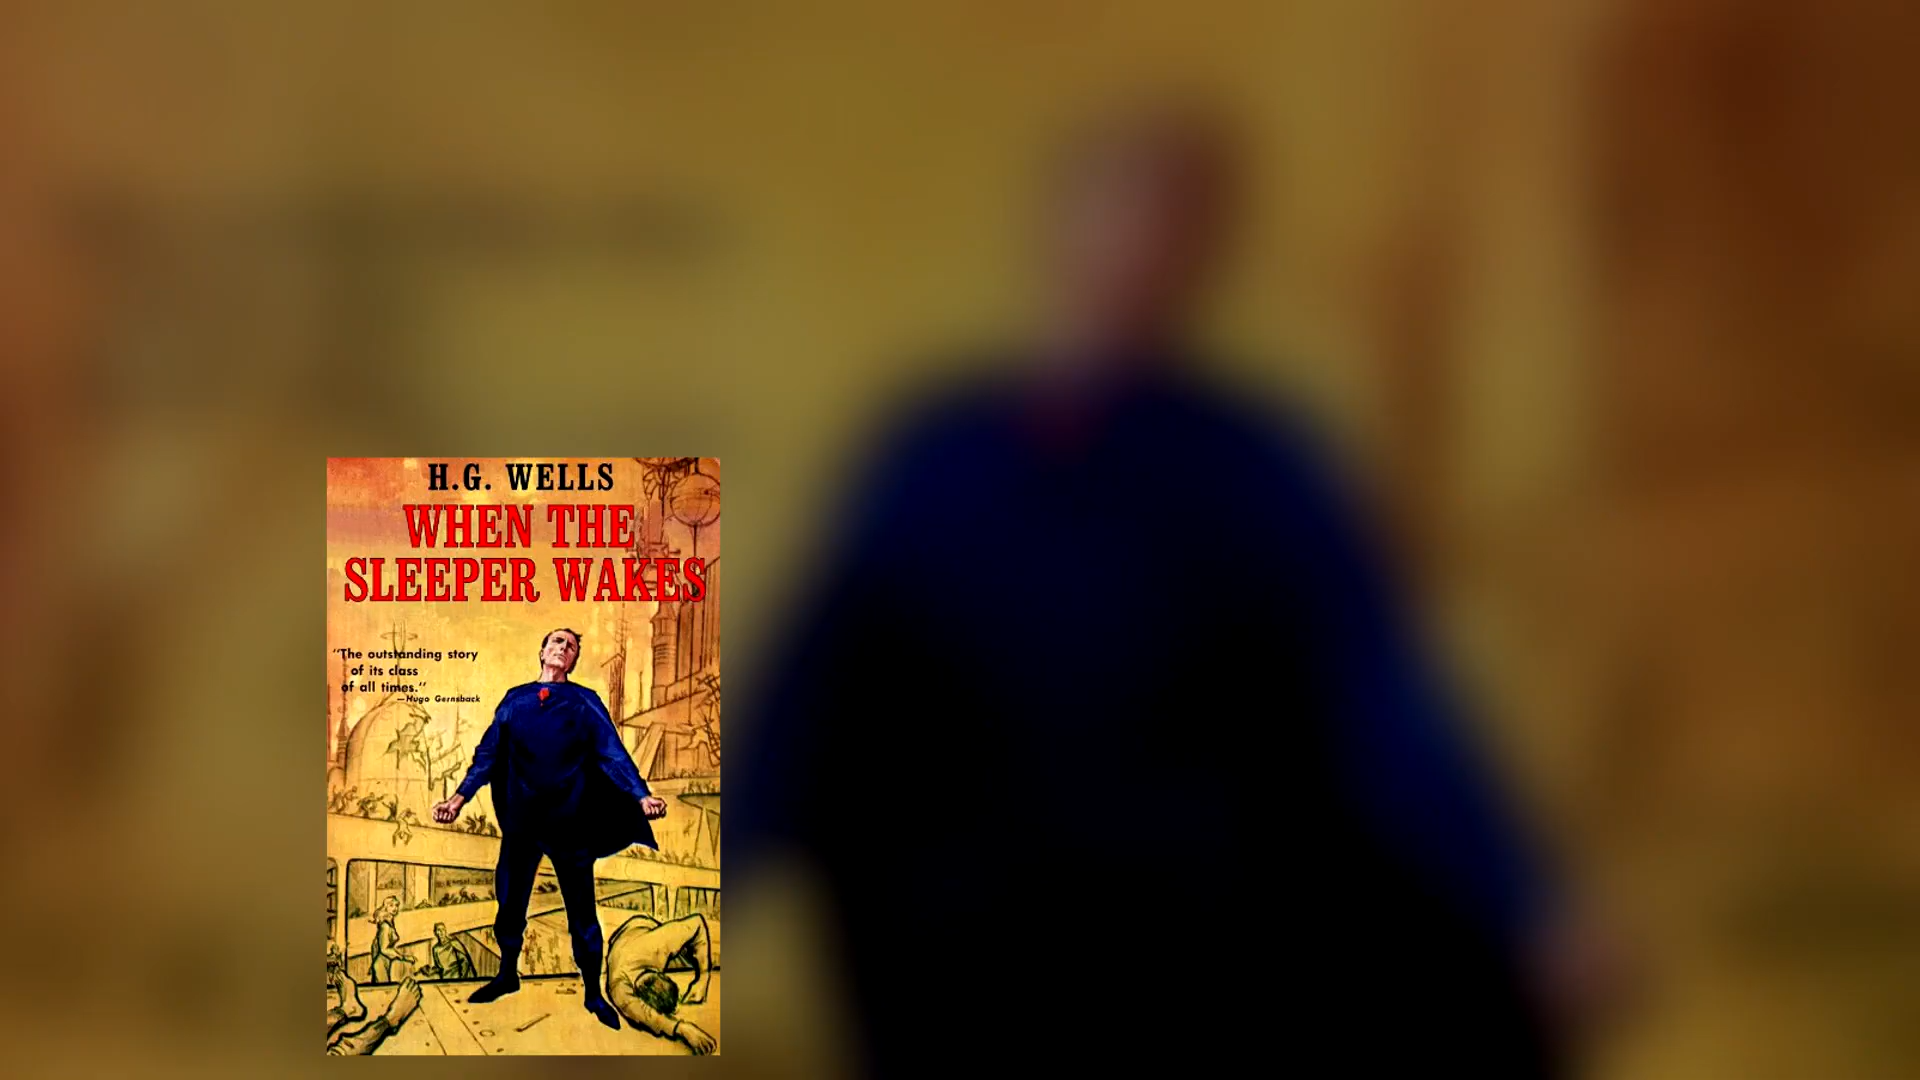 H.G. WELLS
WHEN THE
SLEEPER WAKES
"The outstanding story
of its class
of all times."
—Hugo Gernsback